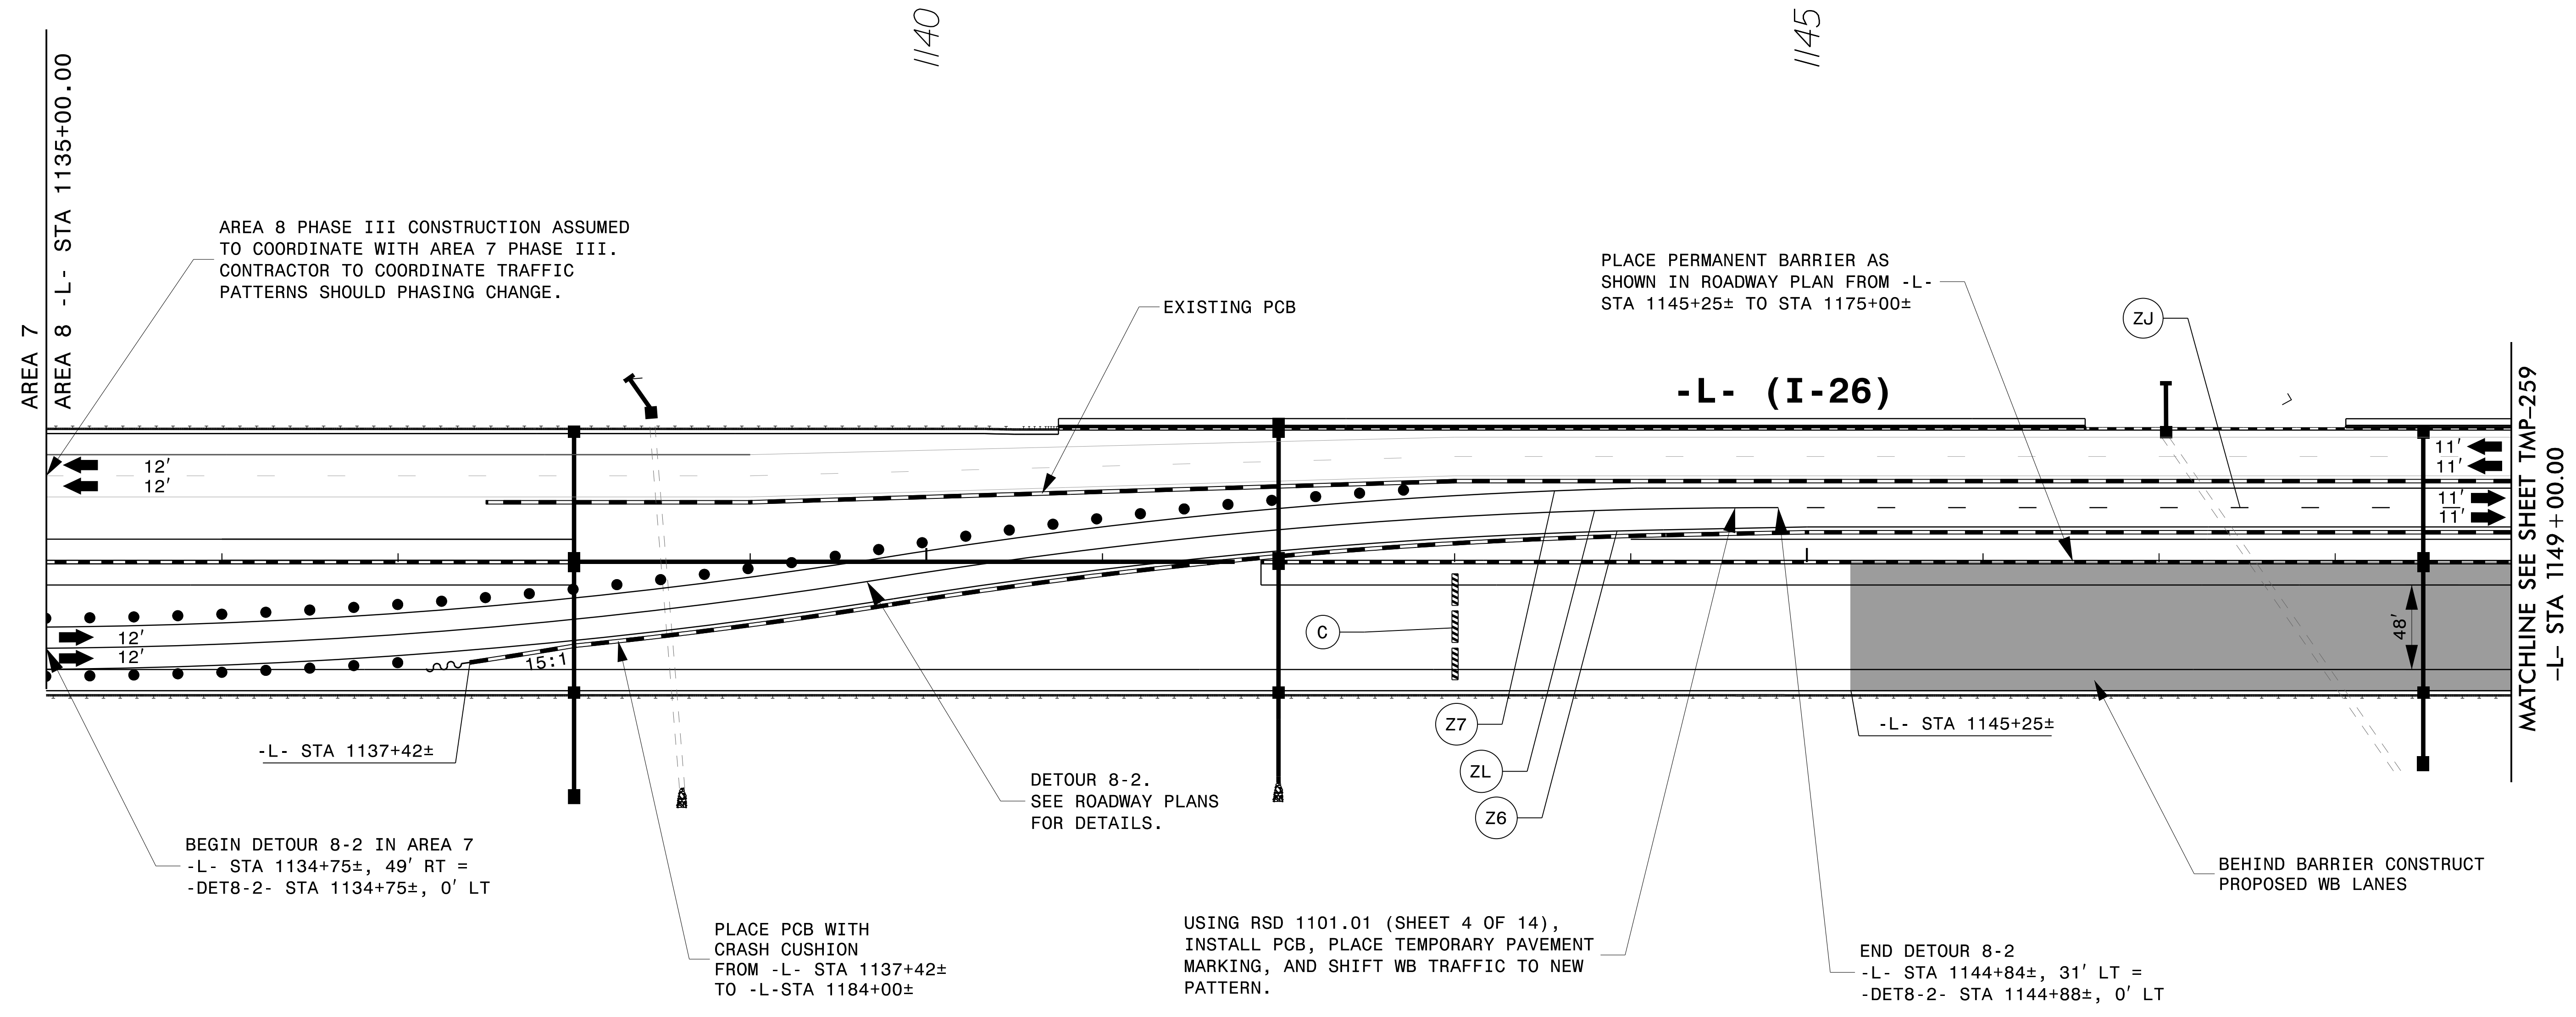 1140
1145
AREA 7
AREA 8 -L- STA 1135+00.00
AREA 8 PHASE III CONSTRUCTION ASSUMED
TO COORDINATE WITH AREA 7 PHASE III.
CONTRACTOR TO COORDINATE TRAFFIC
PATTERNS SHOULD PHASING CHANGE.
EXISTING PCB
PLACE PERMANENT BARRIER AS
SHOWN IN ROADWAY PLAN FROM -L-
STA 1145+25± TO STA 1175+00±
ZJ
-L- (I-26)
12'
12'
11'
11'
11'
11'
12'
12'
15:1
C
48'
MATCHLINE SEE SHEET TMP-259
-L- STA 1149+00.00
Z7
ZL
Z6
-L- STA 1137+42±
-L- STA 1145+25±
DETOUR 8-2.
SEE ROADWAY PLANS
FOR DETAILS.
BEGIN DETOUR 8-2 IN AREA 7
-L- STA 1134+75±, 49' RT =
-DET8-2- STA 1134+75±, 0' LT
PLACE PCB WITH
CRASH CUSHION
FROM -L- STA 1137+42±
TO -L-STA 1184+00±
USING RSD 1101.01 (SHEET 4 OF 14),
INSTALL PCB, PLACE TEMPORARY PAVEMENT
MARKING, AND SHIFT WB TRAFFIC TO NEW
PATTERN.
END DETOUR 8-2
-L- STA 1144+84±, 31' LT =
-DET8-2- STA 1144+88±, 0' LT
BEHIND BARRIER CONSTRUCT
PROPOSED WB LANES